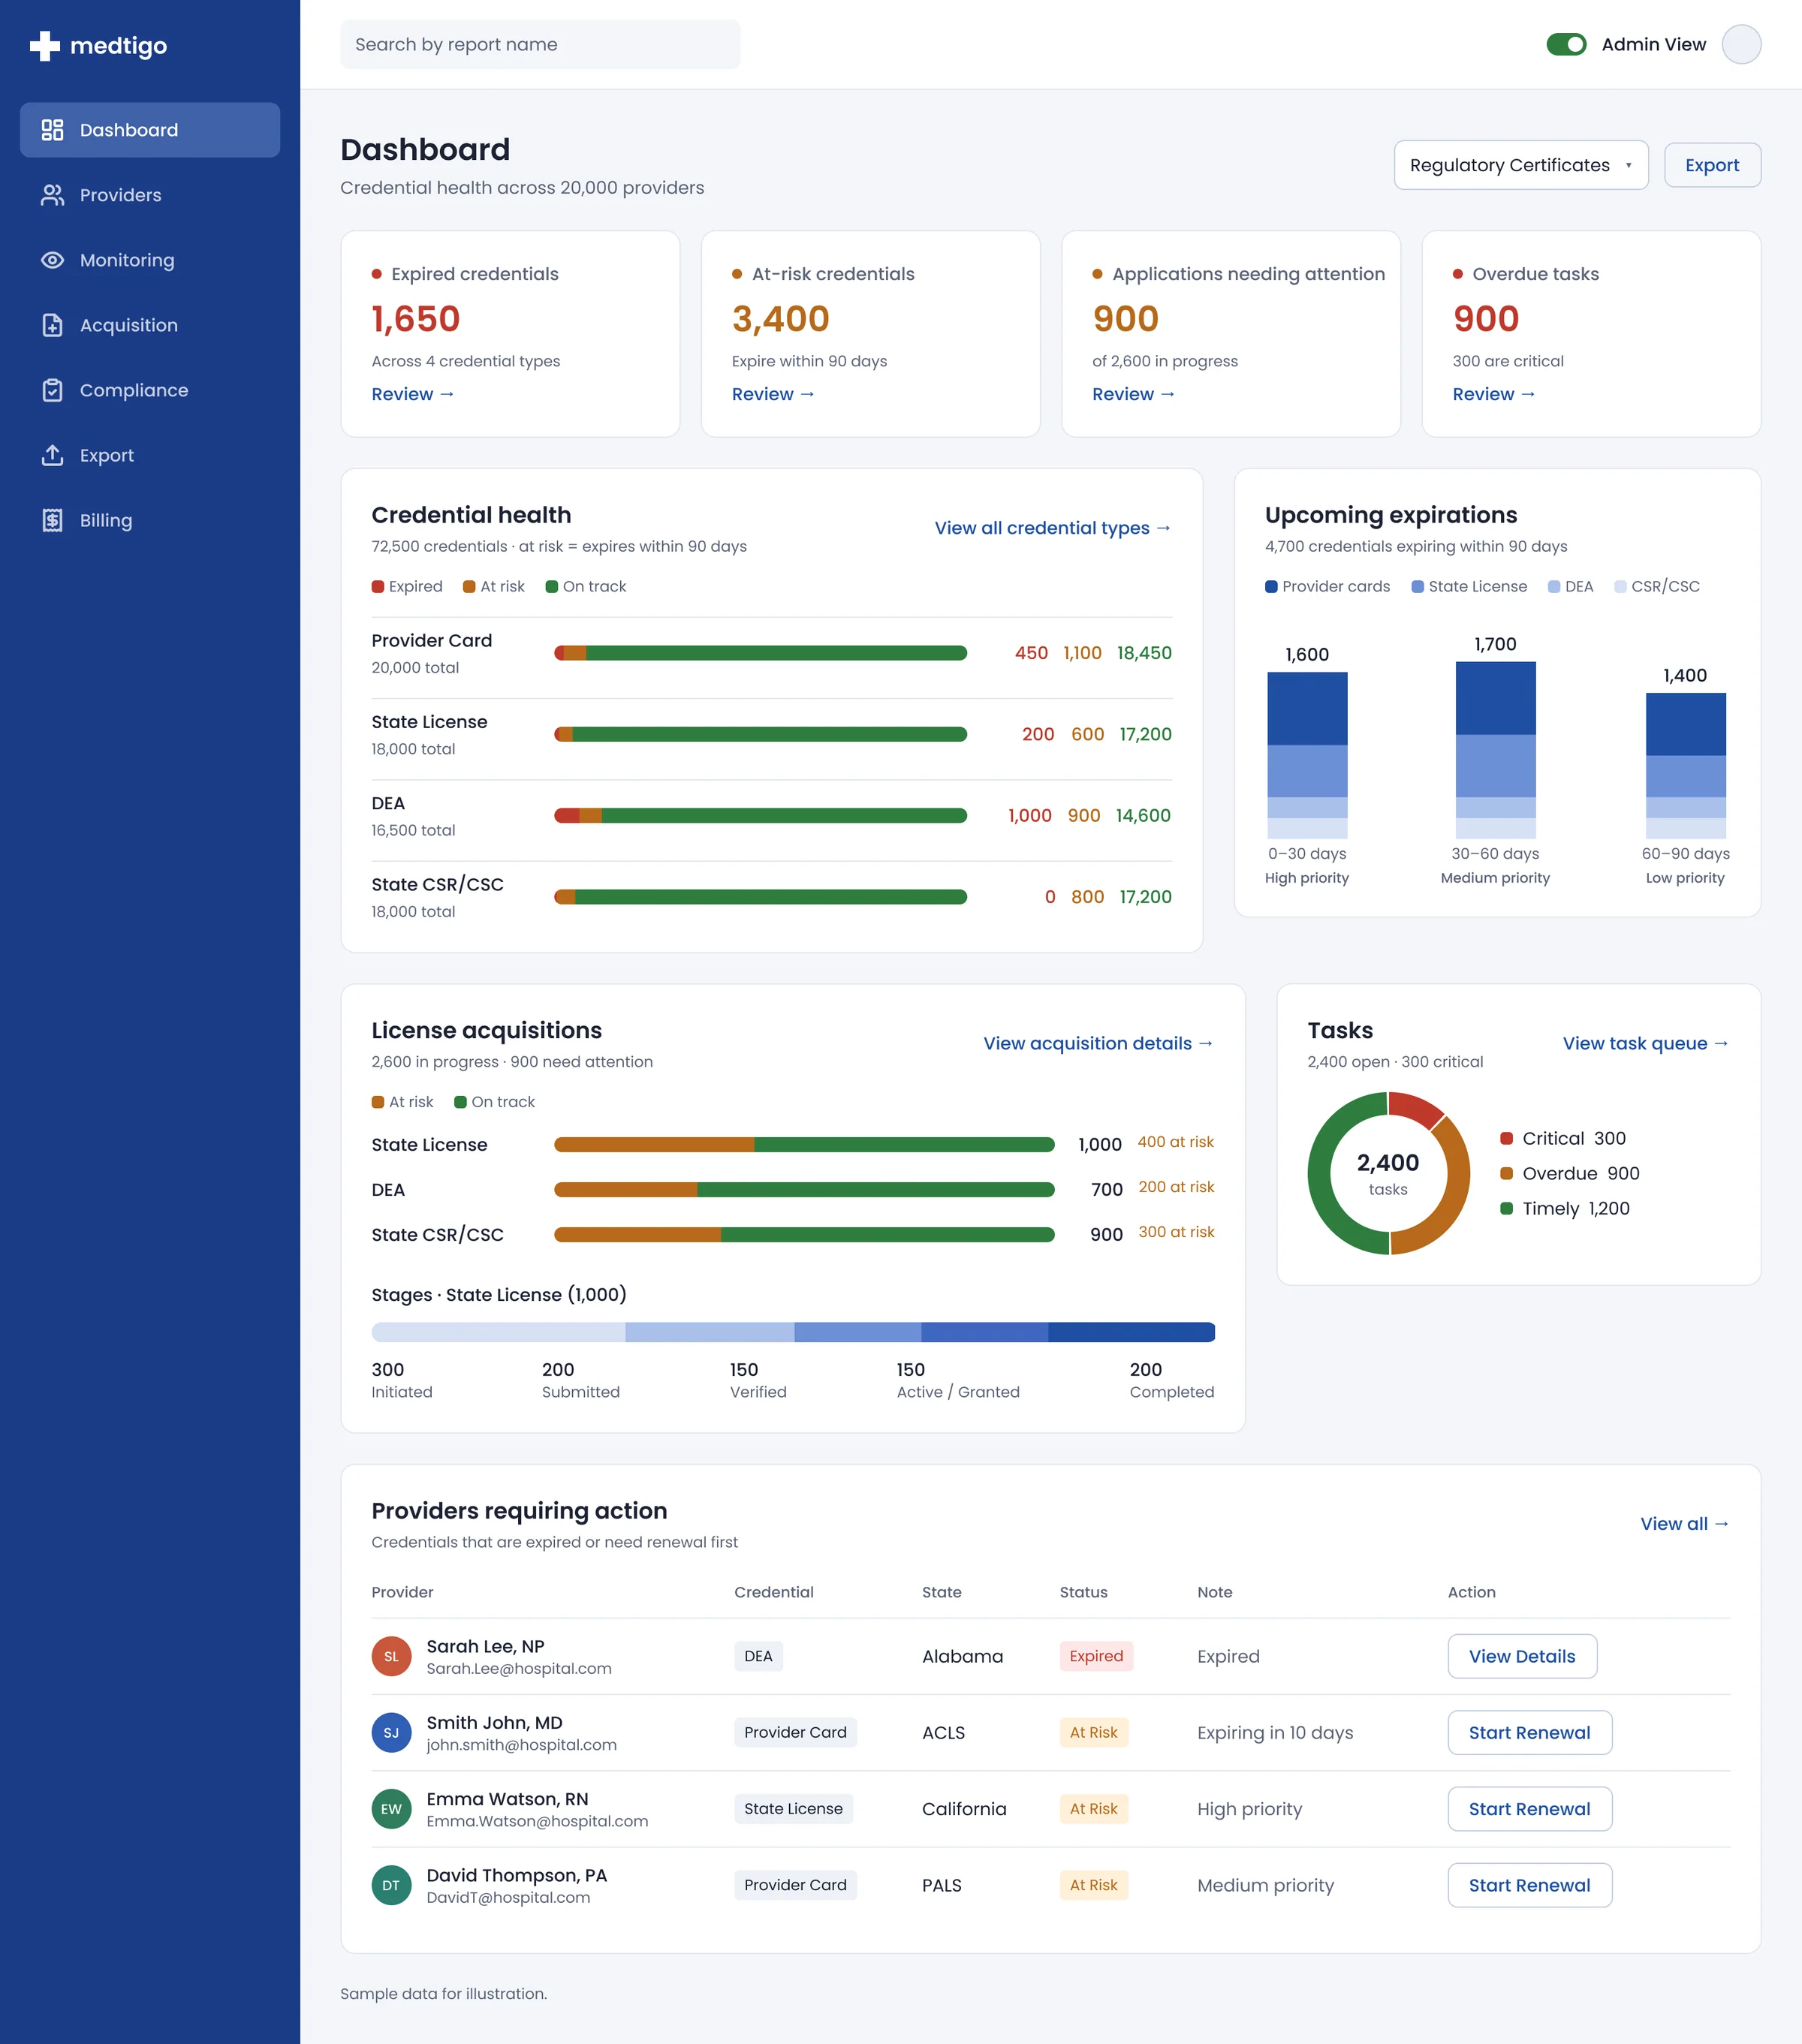 medtigo
Dashboard
Providers
Monitoring
Acquisition
Compliance
Export
Billing
Search by report name
Admin View
Dashboard
Credential health across 20,000 providers
Regulatory Certificates
Export
Expired credentials
1,650
Across 4 credential types
Review →
At-risk credentials
3,400
Expire within 90 days
Review →
Applications needing attention
900
of 2,600 in progress
Review →
Overdue tasks
900
300 are critical
Review →
Credential health
72,500 credentials · at risk = expires within 90 days
View all credential types →
Expired At risk On track
Provider Card
20,000 total
450 1,100 18,450
State License
18,000 total
200 600 17,200
DEA
16,500 total
1,000 900 14,600
State CSR/CSC
18,000 total
0 800 17,200
Upcoming expirations
4,700 credentials expiring within 90 days
Provider cards State License DEA CSR/CSC
1,600 1,700 1,400
0–30 days 30–60 days 60–90 days
High priority Medium priority Low priority
License acquisitions
2,600 in progress · 900 need attention
View acquisition details →
At risk On track
State License 1,000 400 at risk
DEA 700 200 at risk
State CSR/CSC 900 300 at risk
Stages · State License (1,000)
300 200 150 150 200
Initiated Submitted Verified Active / Granted Completed
Tasks
2,400 open · 300 critical
View task queue →
2,400
tasks
Critical 300
Overdue 900
Timely 1,200
Providers requiring action
Credentials that are expired or need renewal first
View all →
Provider Credential State Status Note Action
SL Sarah Lee, NP
Sarah.Lee@hospital.com
DEA Alabama Expired Expired View Details
SJ Smith John, MD
john.smith@hospital.com
Provider Card ACLS At Risk Expiring in 10 days Start Renewal
EW Emma Watson, RN
Emma.Watson@hospital.com
State License California At Risk High priority Start Renewal
DT David Thompson, PA
DavidT@hospital.com
Provider Card PALS At Risk Medium priority Start Renewal
Sample data for illustration.